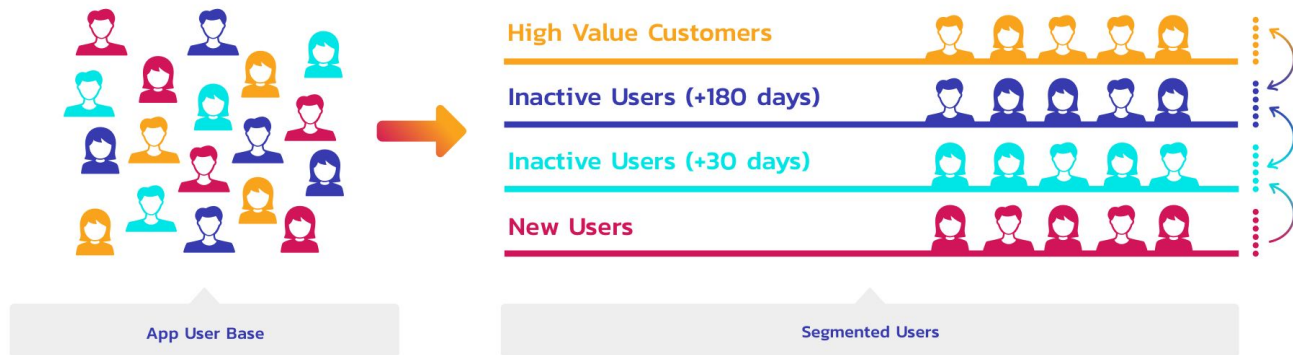 High Value Customers
Inactive Users (+180 days)
Inactive Users (+30 days)
New Users
App User Base
Segmented Users